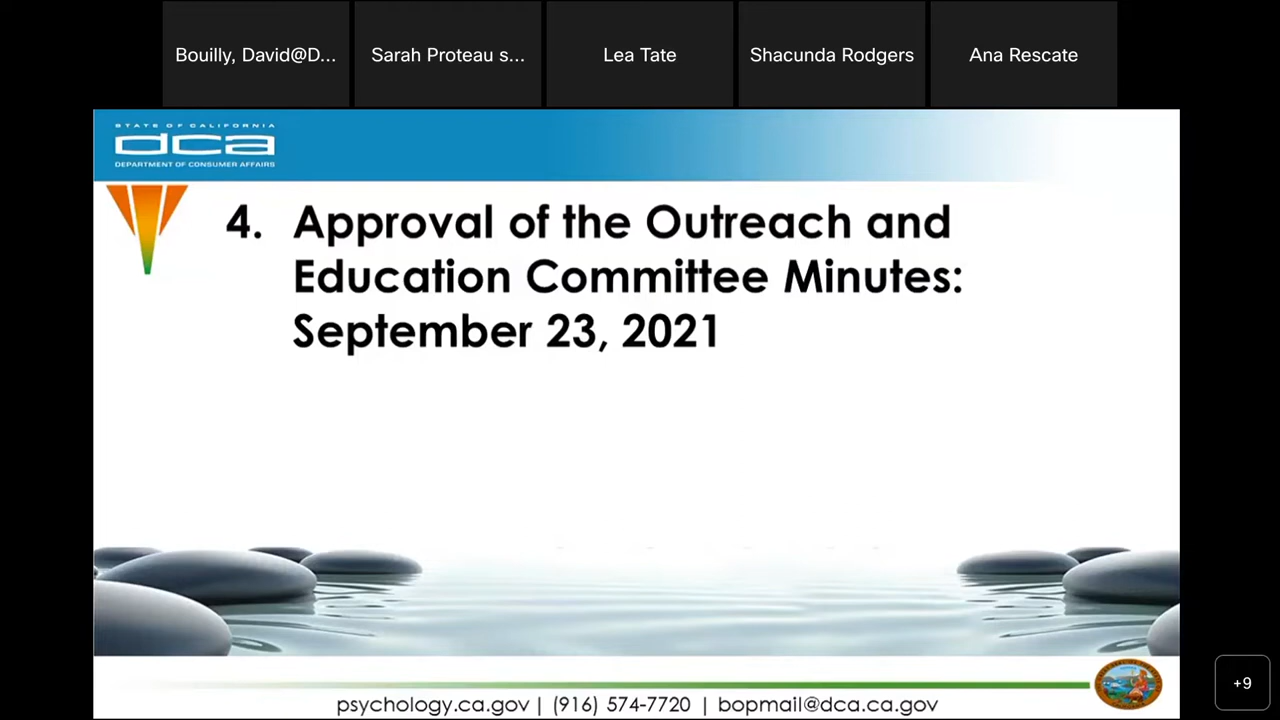 Bouilly, David@D...
Sarah Proteau s...
Lea Tate
Shacunda Rodgers
Ana Rescate
STATE OF CALIFORNIA
dca
DEPARTMENT OF CONSUMER AFFAIRS
4. Approval of the Outreach and
Education Committee Minutes:
September 23, 2021
psychology.ca.gov | (916) 574-7720 | bopmail@dca.ca.gov
+9